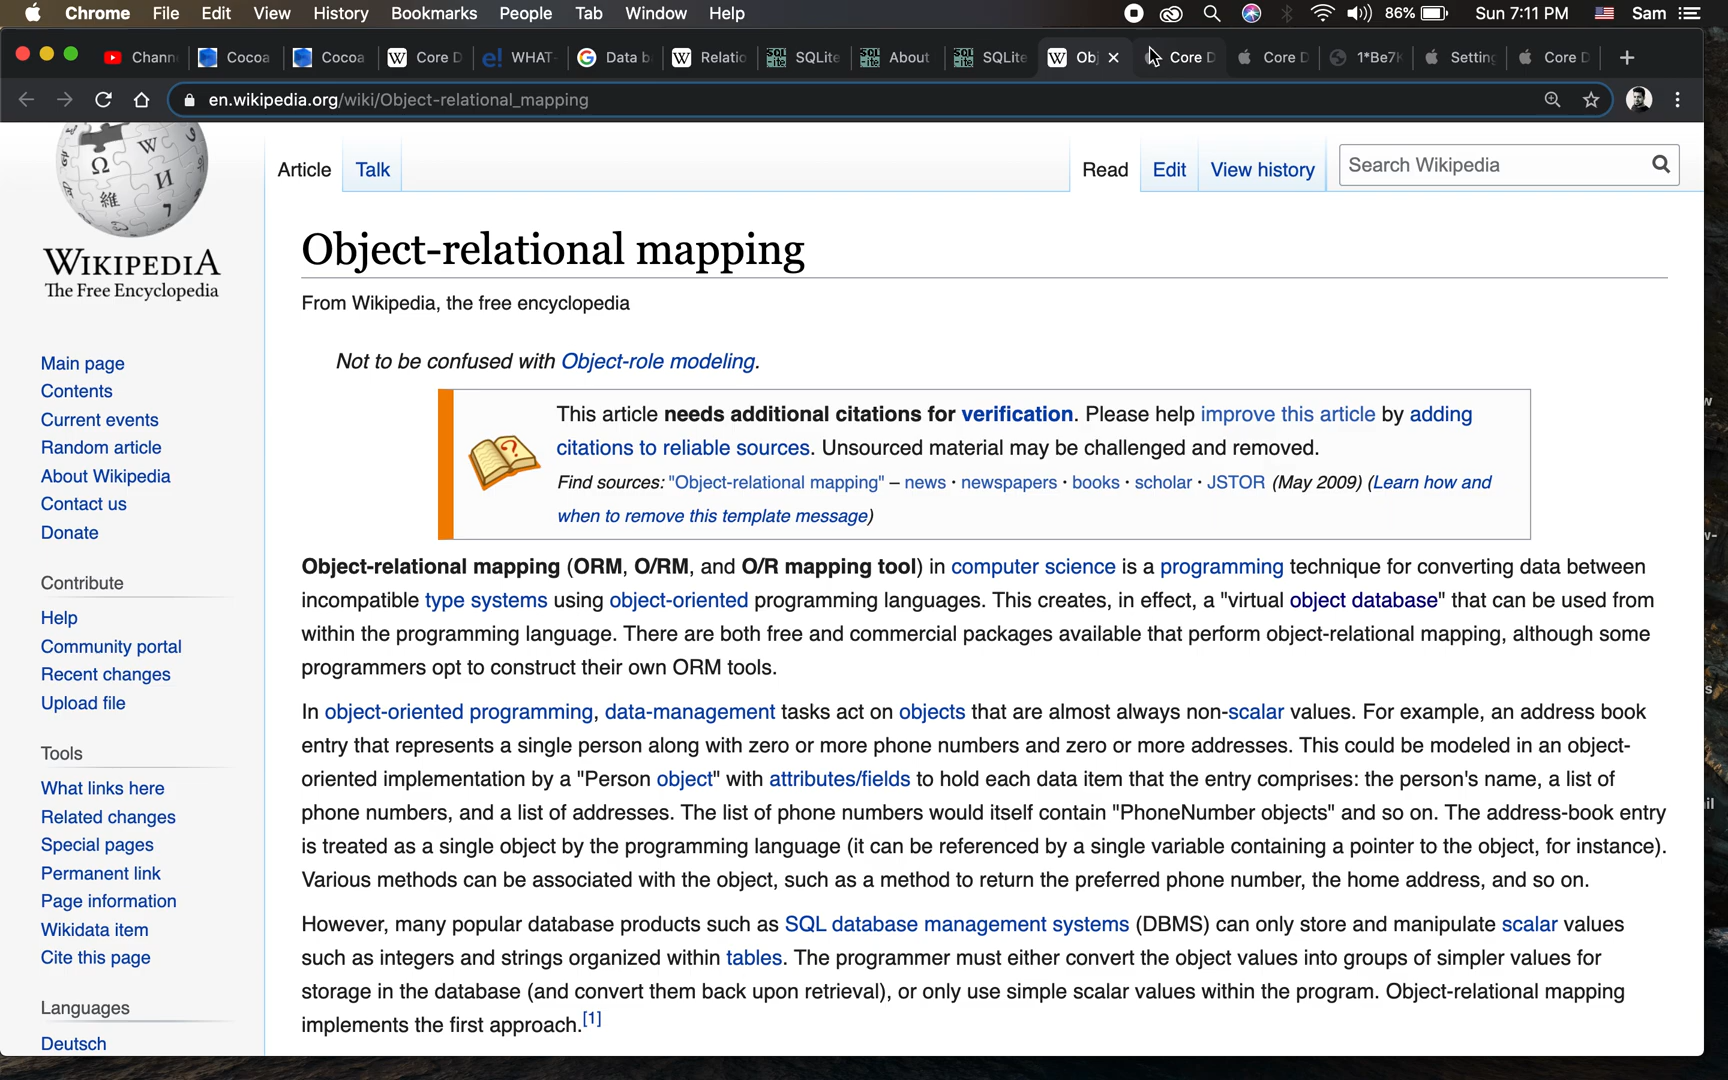 Chrome File Edit View History Bookmarks People Tab Window Help 86% Sun 7:11 PM Sam
Chann Cocoa Cocoa Core D e! WHAT- Data b Relatio SQLite About SQLite Obj Core D Core D 1*Be7 Setting Core D
en.wikipedia.org/wiki/Object-relational_mapping
WIKIPEDIA
The Free Encyclopedia
Main page
Contents
Current events
Random article
About Wikipedia
Contact us
Donate
Contribute
Help
Community portal
Recent changes
Upload file
Tools
What links here
Related changes
Special pages
Permanent link
Page information
Wikidata item
Cite this page
Languages
Deutsch
Article Talk Read Edit View history Search Wikipedia
Object-relational mapping
From Wikipedia, the free encyclopedia
Not to be confused with Object-role modeling.
This article needs additional citations for verification. Please help improve this article by adding
citations to reliable sources. Unsourced material may be challenged and removed.
Find sources: "Object-relational mapping" – news · newspapers · books · scholar · JSTOR (May 2009) (Learn how and
when to remove this template message)
Object-relational mapping (ORM, O/RM, and O/R mapping tool) in computer science is a programming technique for converting data between
incompatible type systems using object-oriented programming languages. This creates, in effect, a "virtual object database" that can be used from
within the programming language. There are both free and commercial packages available that perform object-relational mapping, although some
programmers opt to construct their own ORM tools.
In object-oriented programming, data-management tasks act on objects that are almost always non-scalar values. For example, an address book
entry that represents a single person along with zero or more phone numbers and zero or more addresses. This could be modeled in an object-
oriented implementation by a "Person object" with attributes/fields to hold each data item that the entry comprises: the person's name, a list of
phone numbers, and a list of addresses. The list of phone numbers would itself contain "PhoneNumber objects" and so on. The address-book entry
is treated as a single object by the programming language (it can be referenced by a single variable containing a pointer to the object, for instance).
Various methods can be associated with the object, such as a method to return the preferred phone number, the home address, and so on.
However, many popular database products such as SQL database management systems (DBMS) can only store and manipulate scalar values
such as integers and strings organized within tables. The programmer must either convert the object values into groups of simpler values for
storage in the database (and convert them back upon retrieval), or only use simple scalar values within the program. Object-relational mapping
implements the first approach.[1]